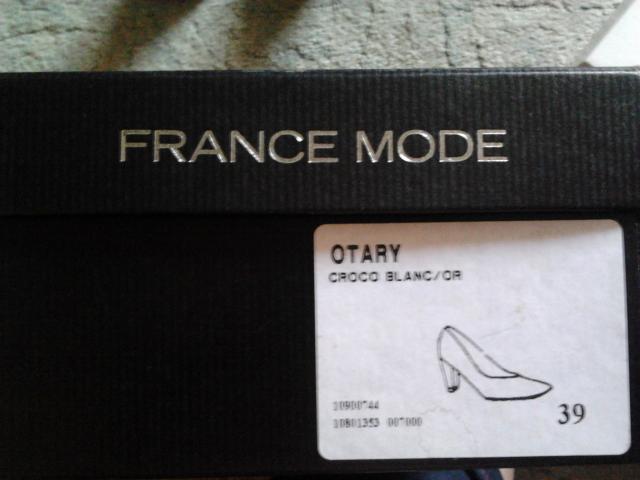 FRANCE MODE
OTARY
CROCO BLANC/OR
10900744
10801353 007000
39